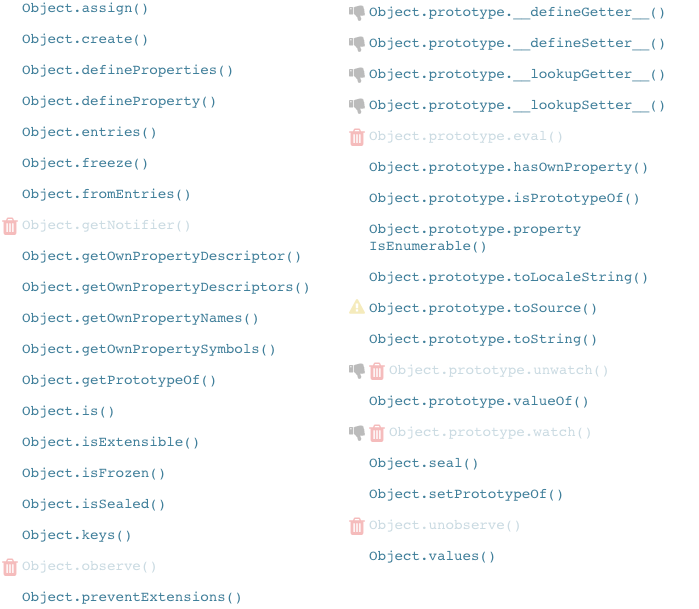 Object.assign()
Object.create()
Object.defineProperties()
Object.defineProperty()
Object.entries()
Object.freeze()
Object.fromEntries()
Object.getNotifier()
Object.getOwnPropertyDescriptor()
Object.getOwnPropertyDescriptors()
Object.getOwnPropertyNames()
Object.getOwnPropertySymbols()
Object.getPrototypeOf()
Object.is()
Object.isExtensible()
Object.isFrozen()
Object.isSealed()
Object.keys()
Object.observe()
Object.preventExtensions()
Object.prototype.__defineGetter__()
Object.prototype.__defineSetter__()
Object.prototype.__lookupGetter__()
Object.prototype.__lookupSetter__()
Object.prototype.eval()
Object.prototype.hasOwnProperty()
Object.prototype.isPrototypeOf()
Object.prototype.property
IsEnumerable()
Object.prototype.toLocaleString()
Object.prototype.toSource()
Object.prototype.toString()
Object.prototype.unwatch()
Object.prototype.valueOf()
Object.prototype.watch()
Object.seal()
Object.setPrototypeOf()
Object.unobserve()
Object.values()